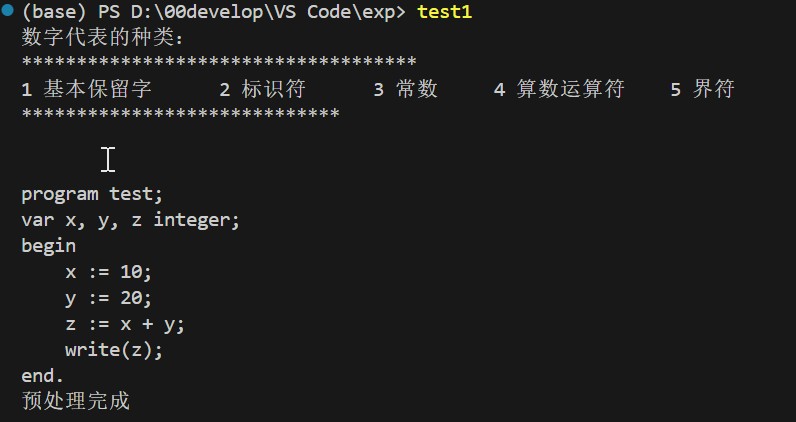 (base) PS D:\00develop\VS Code\exp> test1
数字代表的种类:
************************************
1 基本保留字      2 标识符      3 常数     4 算数运算符    5 界符
*****************************
program test;
var x, y, z integer;
begin
    x := 10;
    y := 20;
    z := x + y;
    write(z);
end.
预处理完成